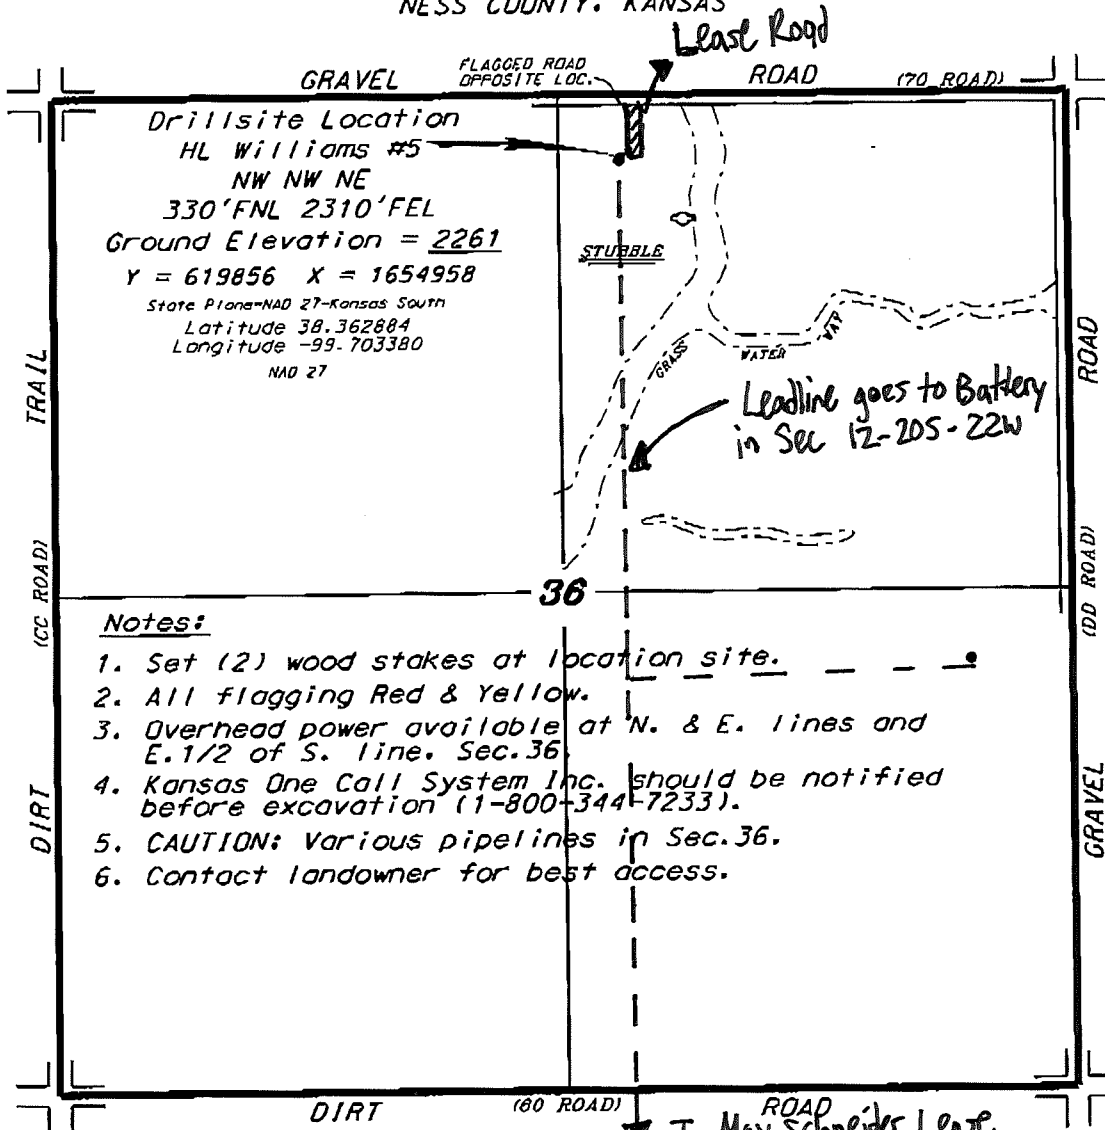 NESS COUNTY, KANSAS
Lease Road
FLAGGED ROAD
OPPOSITE LOC.
GRAVEL ROAD (70 ROAD)
Drillsite Location
HL Williams #5
NW NW NE
330'FNL 2310'FEL
Ground Elevation = 2261
Y = 619856 X = 1654958
State Plane-NAD 27-Kansas South
Latitude 38.362884
Longitude -99.703380
NAD 27
STUBBLE
GRASS WATER WAY
Leadline goes to Battery
in Sec 12-20S-22W
TRAIL
(CC ROAD)
DIRT
ROAD
(DD ROAD)
GRAVEL
36
Notes:
1. Set (2) wood stakes at location site.
2. All flagging Red & Yellow.
3. Overhead power available at N. & E. lines and
E.1/2 of S. line. Sec.36.
4. Kansas One Call System Inc. should be notified
before excavation (1-800-344-7233).
5. CAUTION: Various pipelines in Sec.36.
6. Contact landowner for best access.
DIRT (60 ROAD) ROAD
Schneider Lease